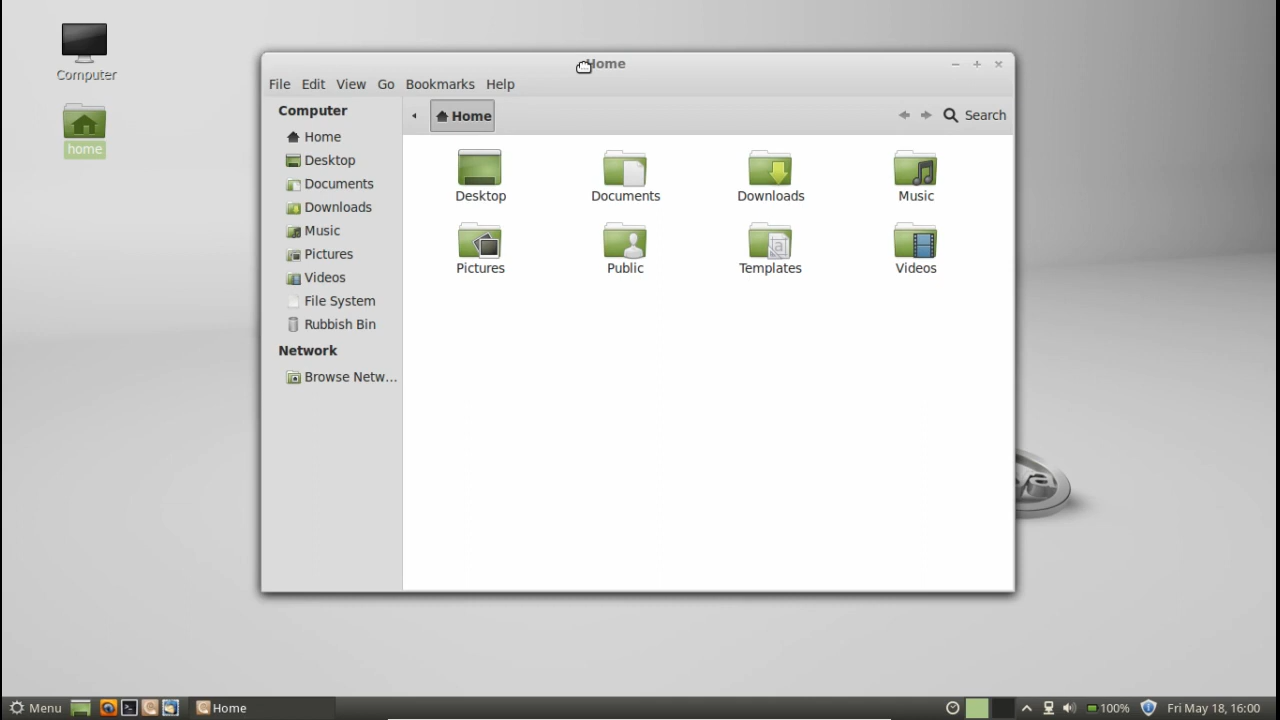 Computer
home
Home
File Edit View Go Bookmarks Help
Computer
Home
Desktop
Documents
Downloads
Music
Pictures
Videos
File System
Rubbish Bin
Network
Browse Netw...
Home
Search
Desktop Documents Downloads Music
Pictures Public Templates Videos
Menu Home 100% Fri May 18, 16:00